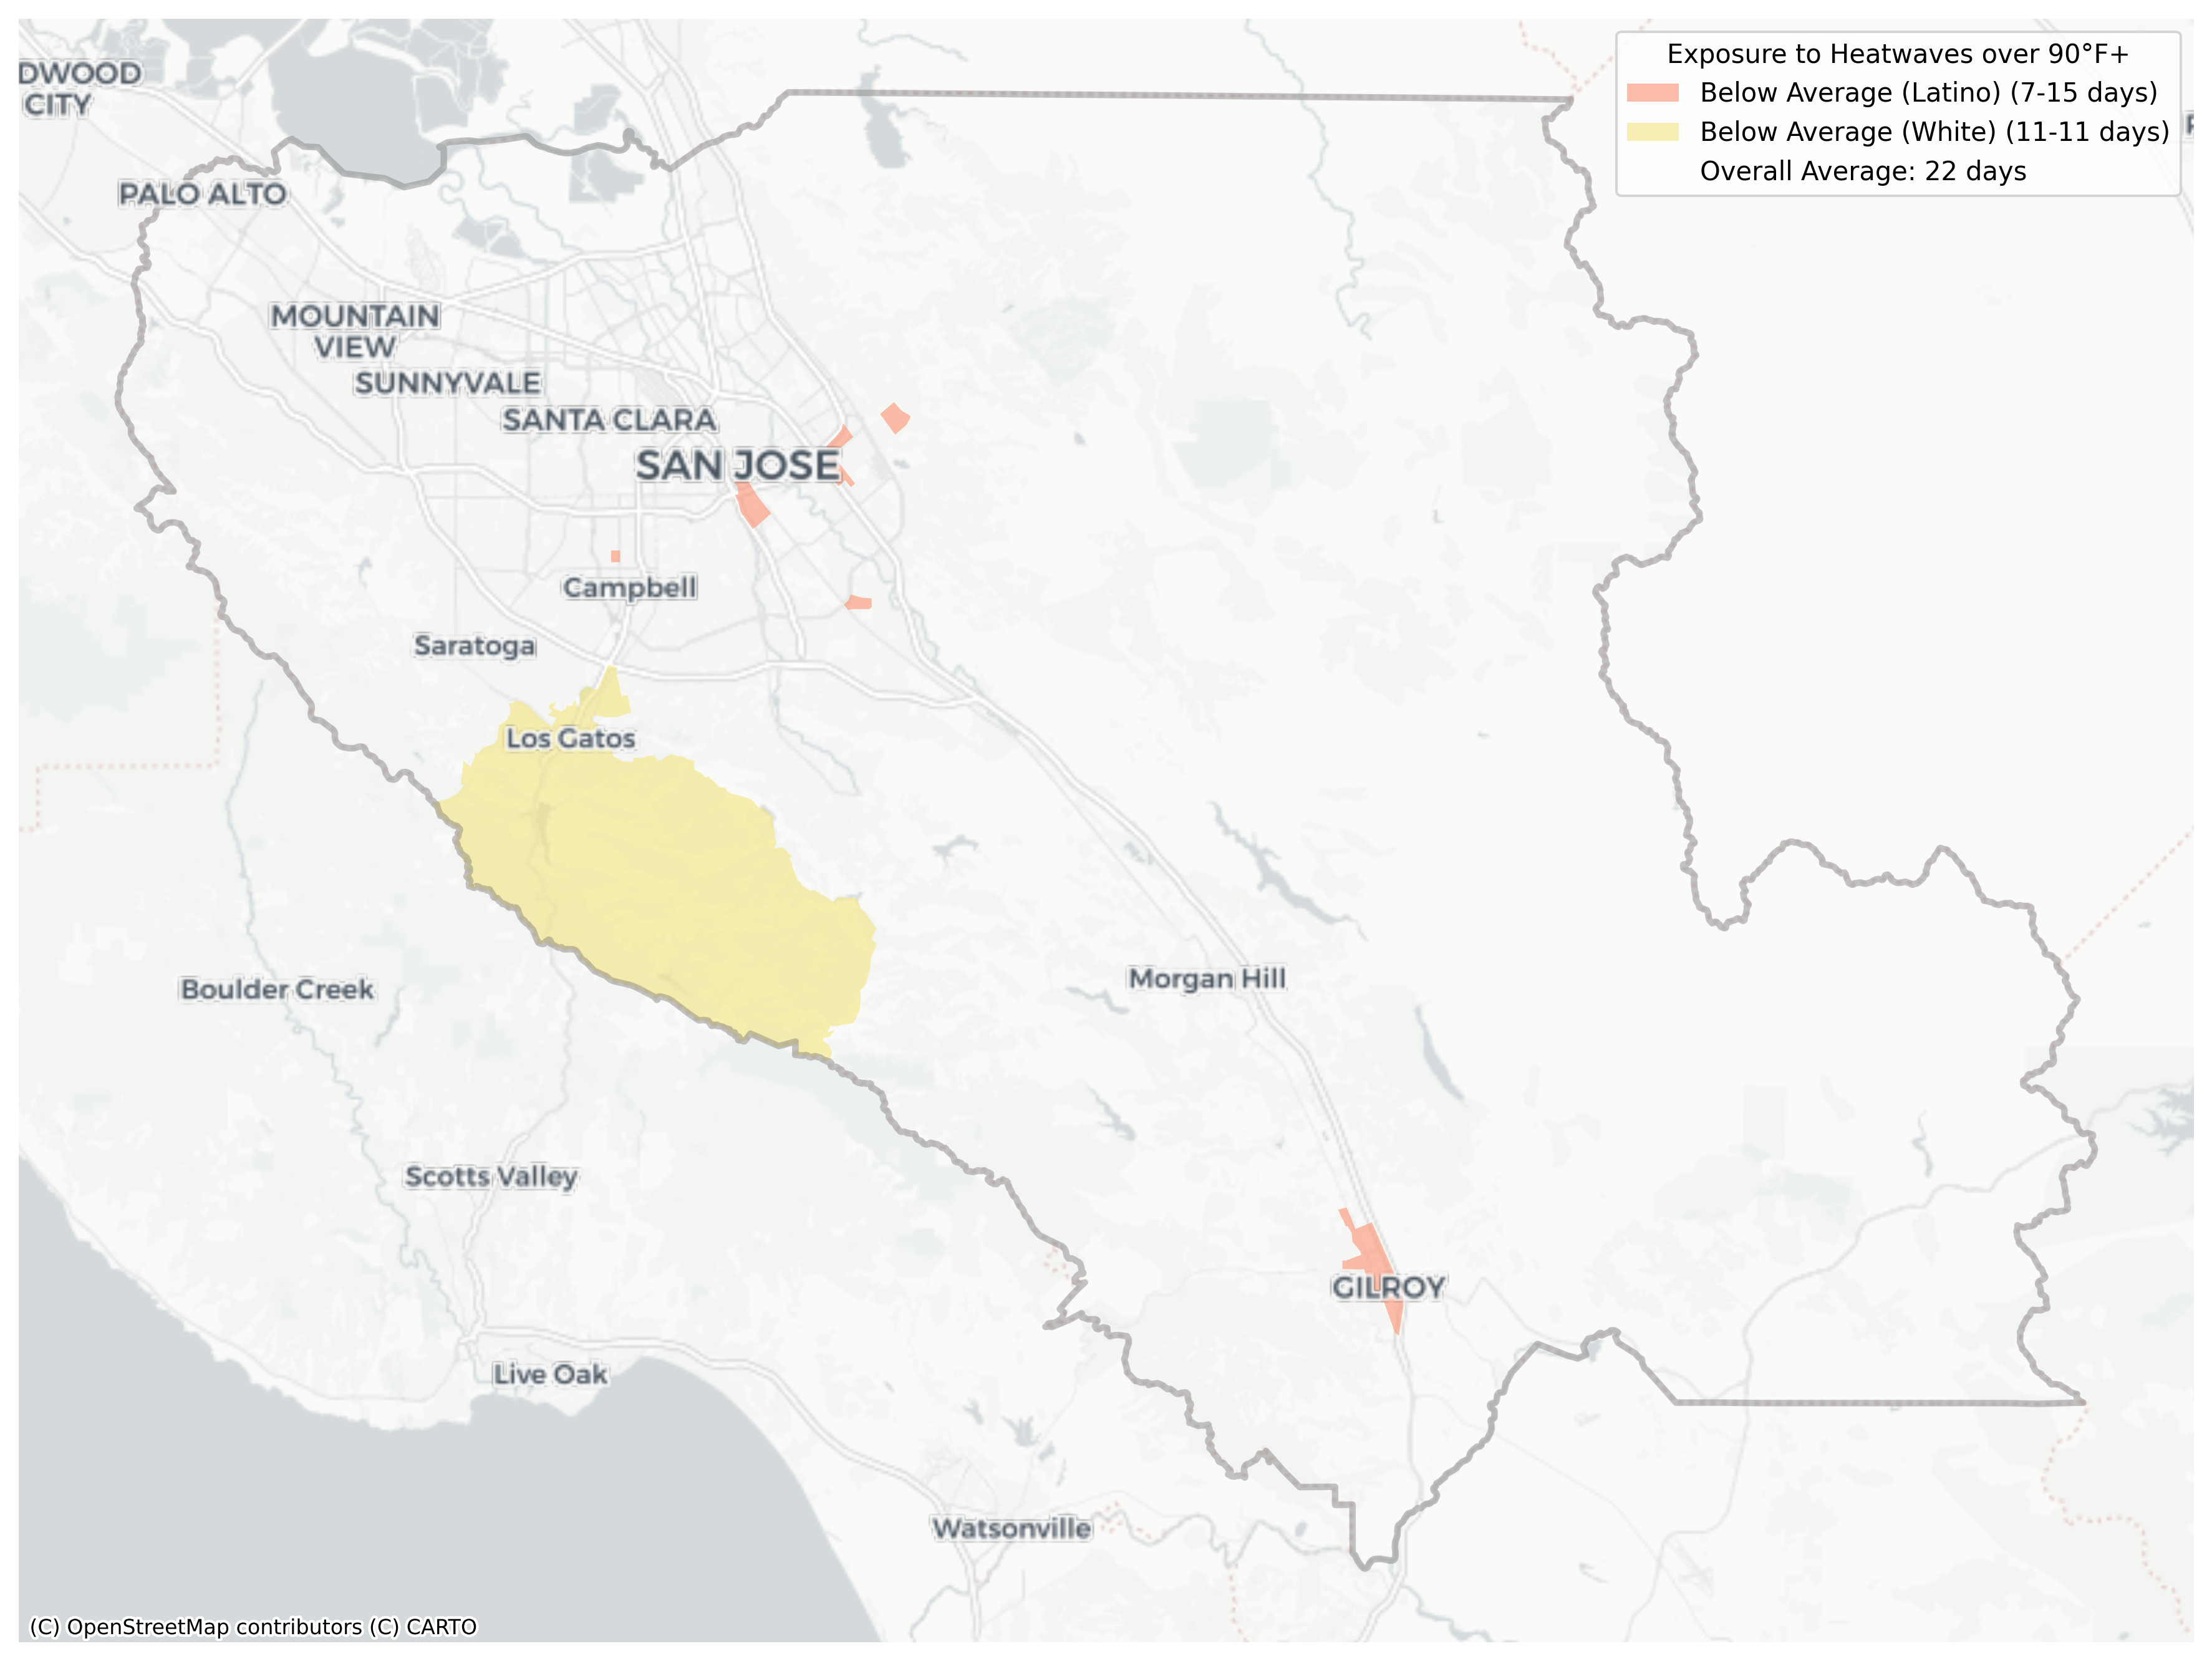 DWOOD
CITY
Exposure to Heatwaves over 90°F+
Below Average (Latino) (7-15 days)
Below Average (White) (11-11 days)
Overall Average: 22 days
PALO ALTO
MOUNTAIN
VIEW
SUNNYVALE
SANTA CLARA
SAN JOSE
Campbell
Saratoga
Los Gatos
Morgan Hill
Boulder Creek
Scotts Valley
GILROY
Live Oak
Watsonville
(C) OpenStreetMap contributors (C) CARTO